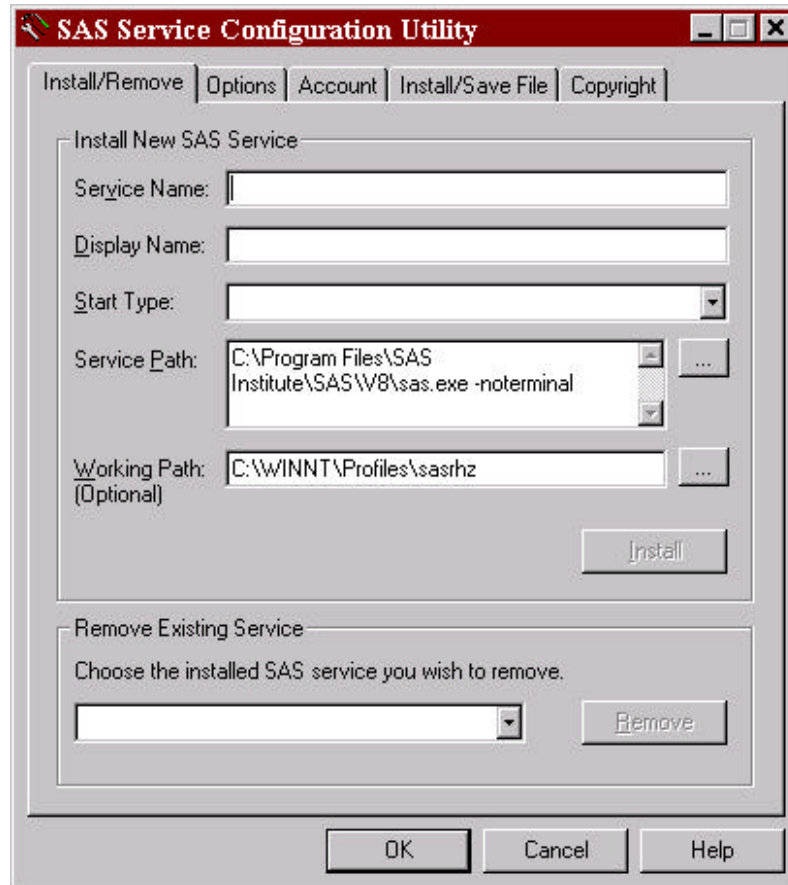 SAS Service Configuration Utility
Install/Remove Options Account Install/Save File Copyright
Install New SAS Service
Service Name:
Display Name:
Start Type:
Service Path:
C:\Program Files\SAS
Institute\SAS\V8\sas.exe -noterminal
...
Working Path:
(Optional)
C:\WINNT\Profiles\sasrhz
...
Install
Remove Existing Service
Choose the installed SAS service you wish to remove.
Remove
OK Cancel Help